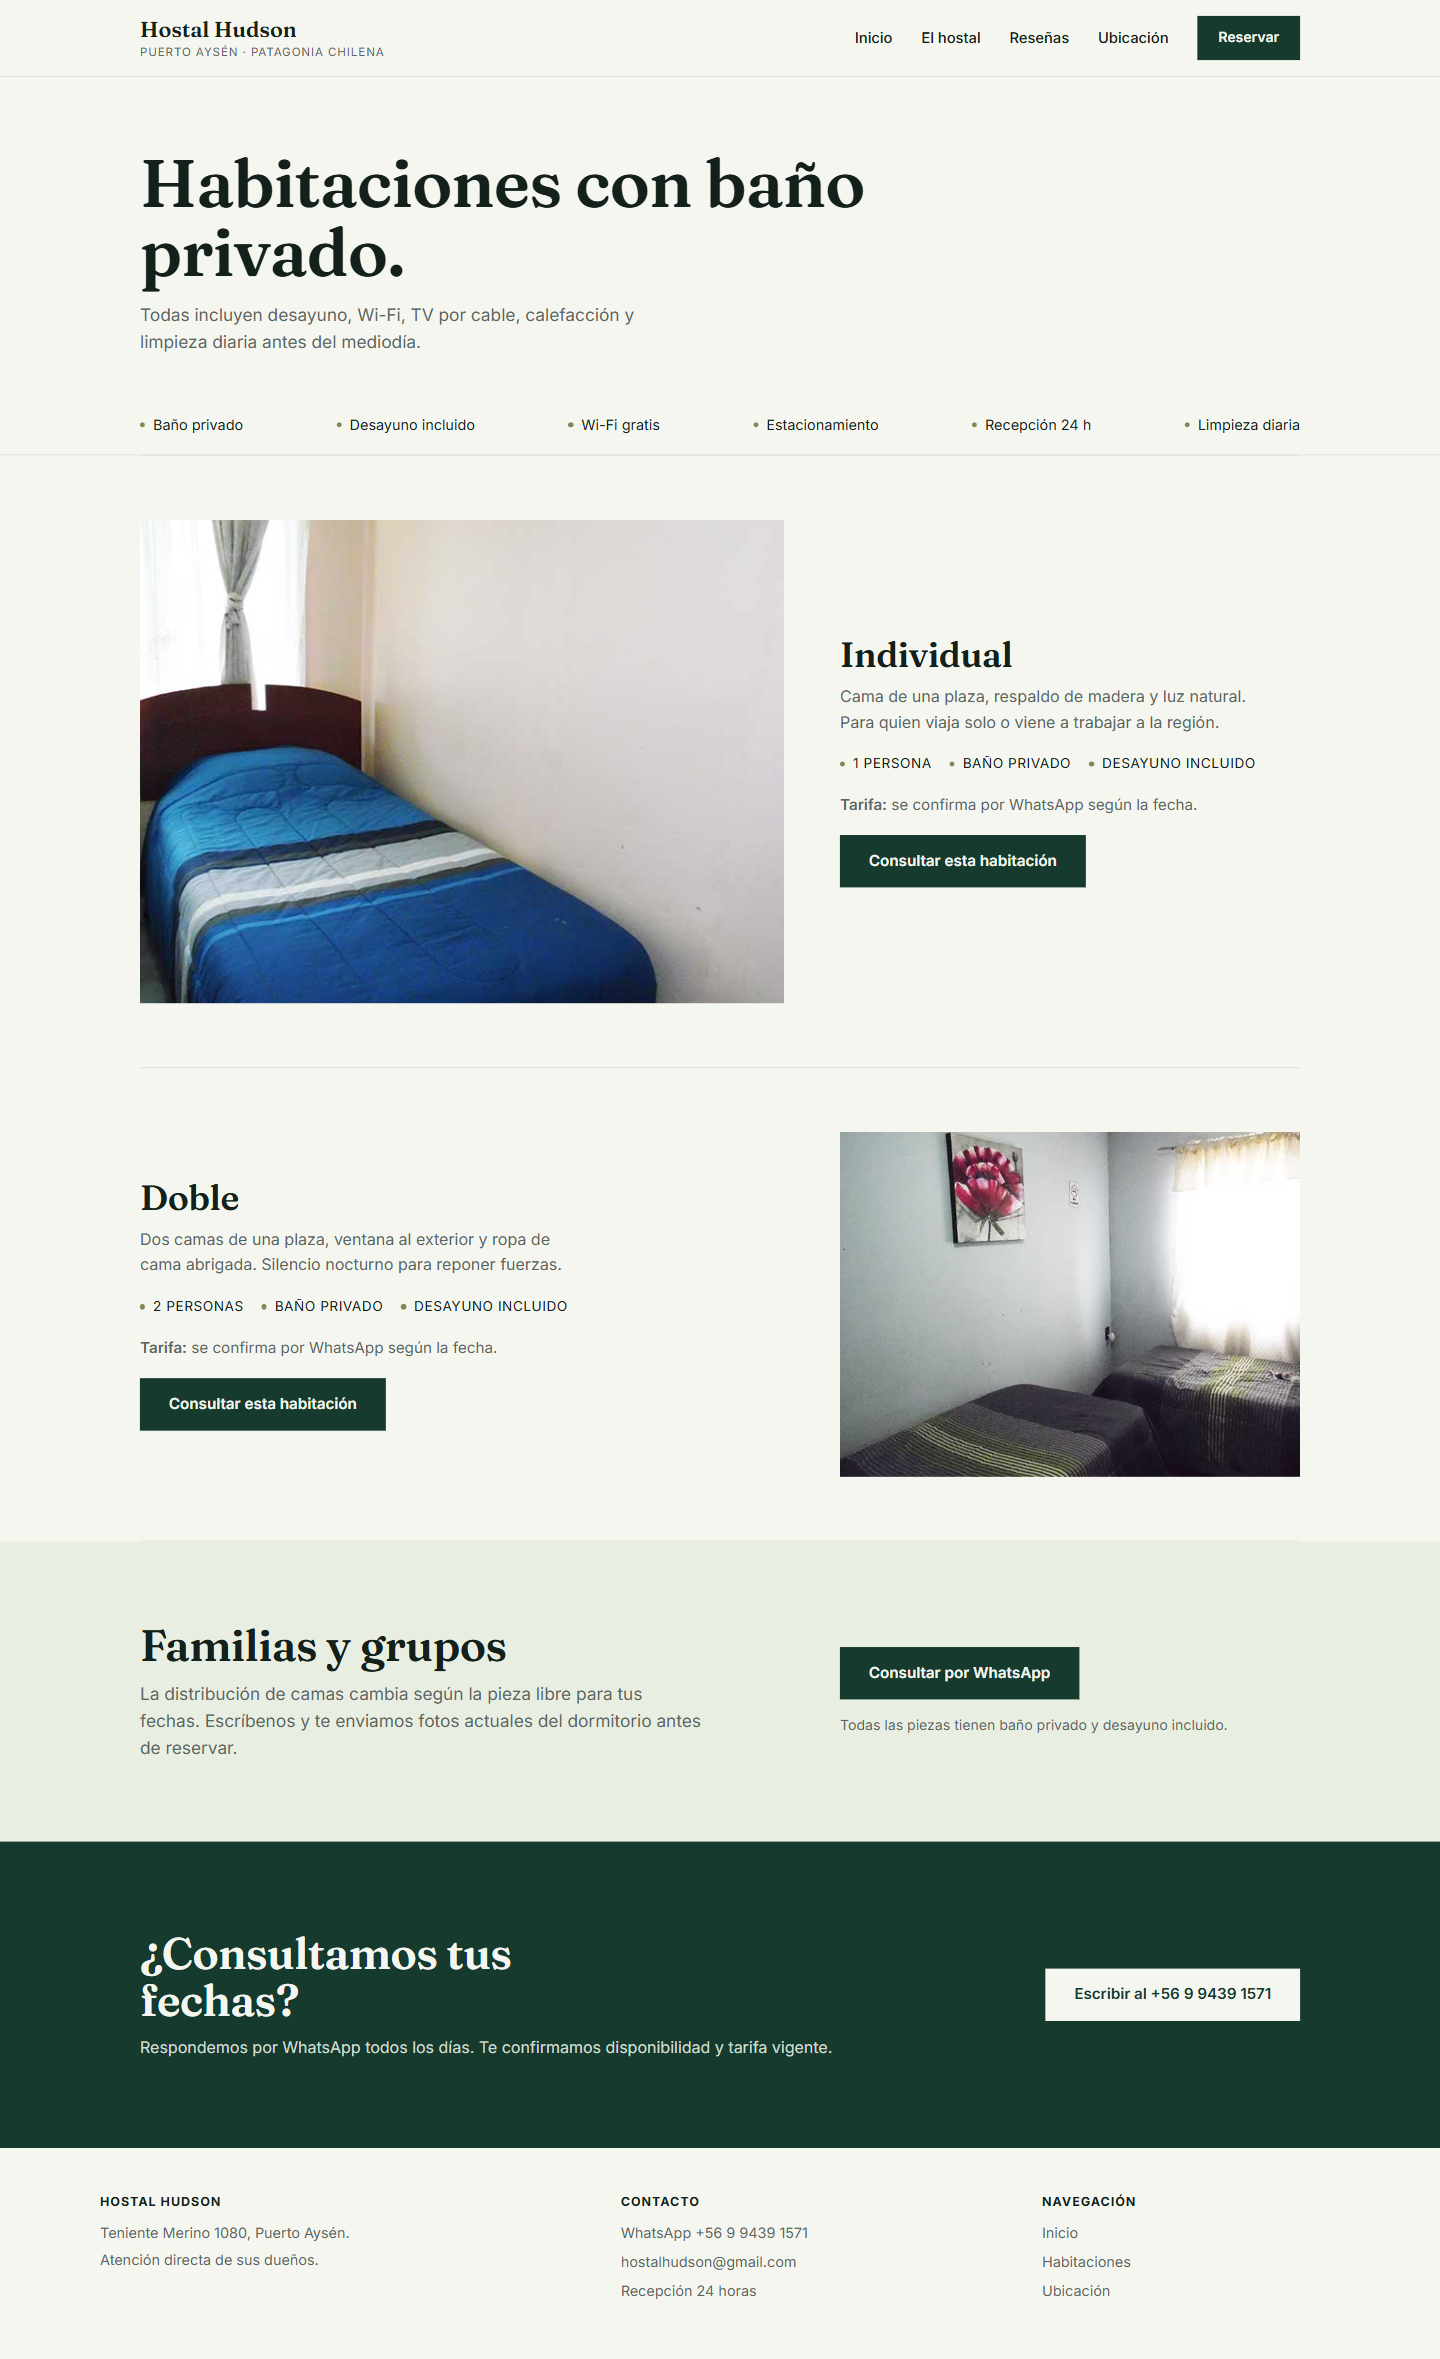 Hostal Hudson
PUERTO AYSÉN · PATAGONIA CHILENA
Inicio
El hostal
Reseñas
Ubicación
Reservar
Habitaciones con baño
privado.
Todas incluyen desayuno, Wi-Fi, TV por cable, calefacción y
limpieza diaria antes del mediodía.
• Baño privado
• Desayuno incluido
• Wi-Fi gratis
• Estacionamiento
• Recepción 24 h
• Limpieza diaria
Individual
Cama de una plaza, respaldo de madera y luz natural.
Para quien viaja solo o viene a trabajar a la región.
• 1 PERSONA • BAÑO PRIVADO • DESAYUNO INCLUIDO
Tarifa: se confirma por WhatsApp según la fecha.
Consultar esta habitación
Doble
Dos camas de una plaza, ventana al exterior y ropa de
cama abrigada. Silencio nocturno para reponer fuerzas.
• 2 PERSONAS • BAÑO PRIVADO • DESAYUNO INCLUIDO
Tarifa: se confirma por WhatsApp según la fecha.
Consultar esta habitación
Familias y grupos
La distribución de camas cambia según la pieza libre para tus
fechas. Escríbenos y te enviamos fotos actuales del dormitorio antes
de reservar.
Consultar por WhatsApp
Todas las piezas tienen baño privado y desayuno incluido.
¿Consultamos tus
fechas?
Respondemos por WhatsApp todos los días. Te confirmamos disponibilidad y tarifa vigente.
Escribir al +56 9 9439 1571
HOSTAL HUDSON
Teniente Merino 1080, Puerto Aysén.
Atención directa de sus dueños.
CONTACTO
WhatsApp +56 9 9439 1571
hostalhudson@gmail.com
Recepción 24 horas
NAVEGACIÓN
Inicio
Habitaciones
Ubicación